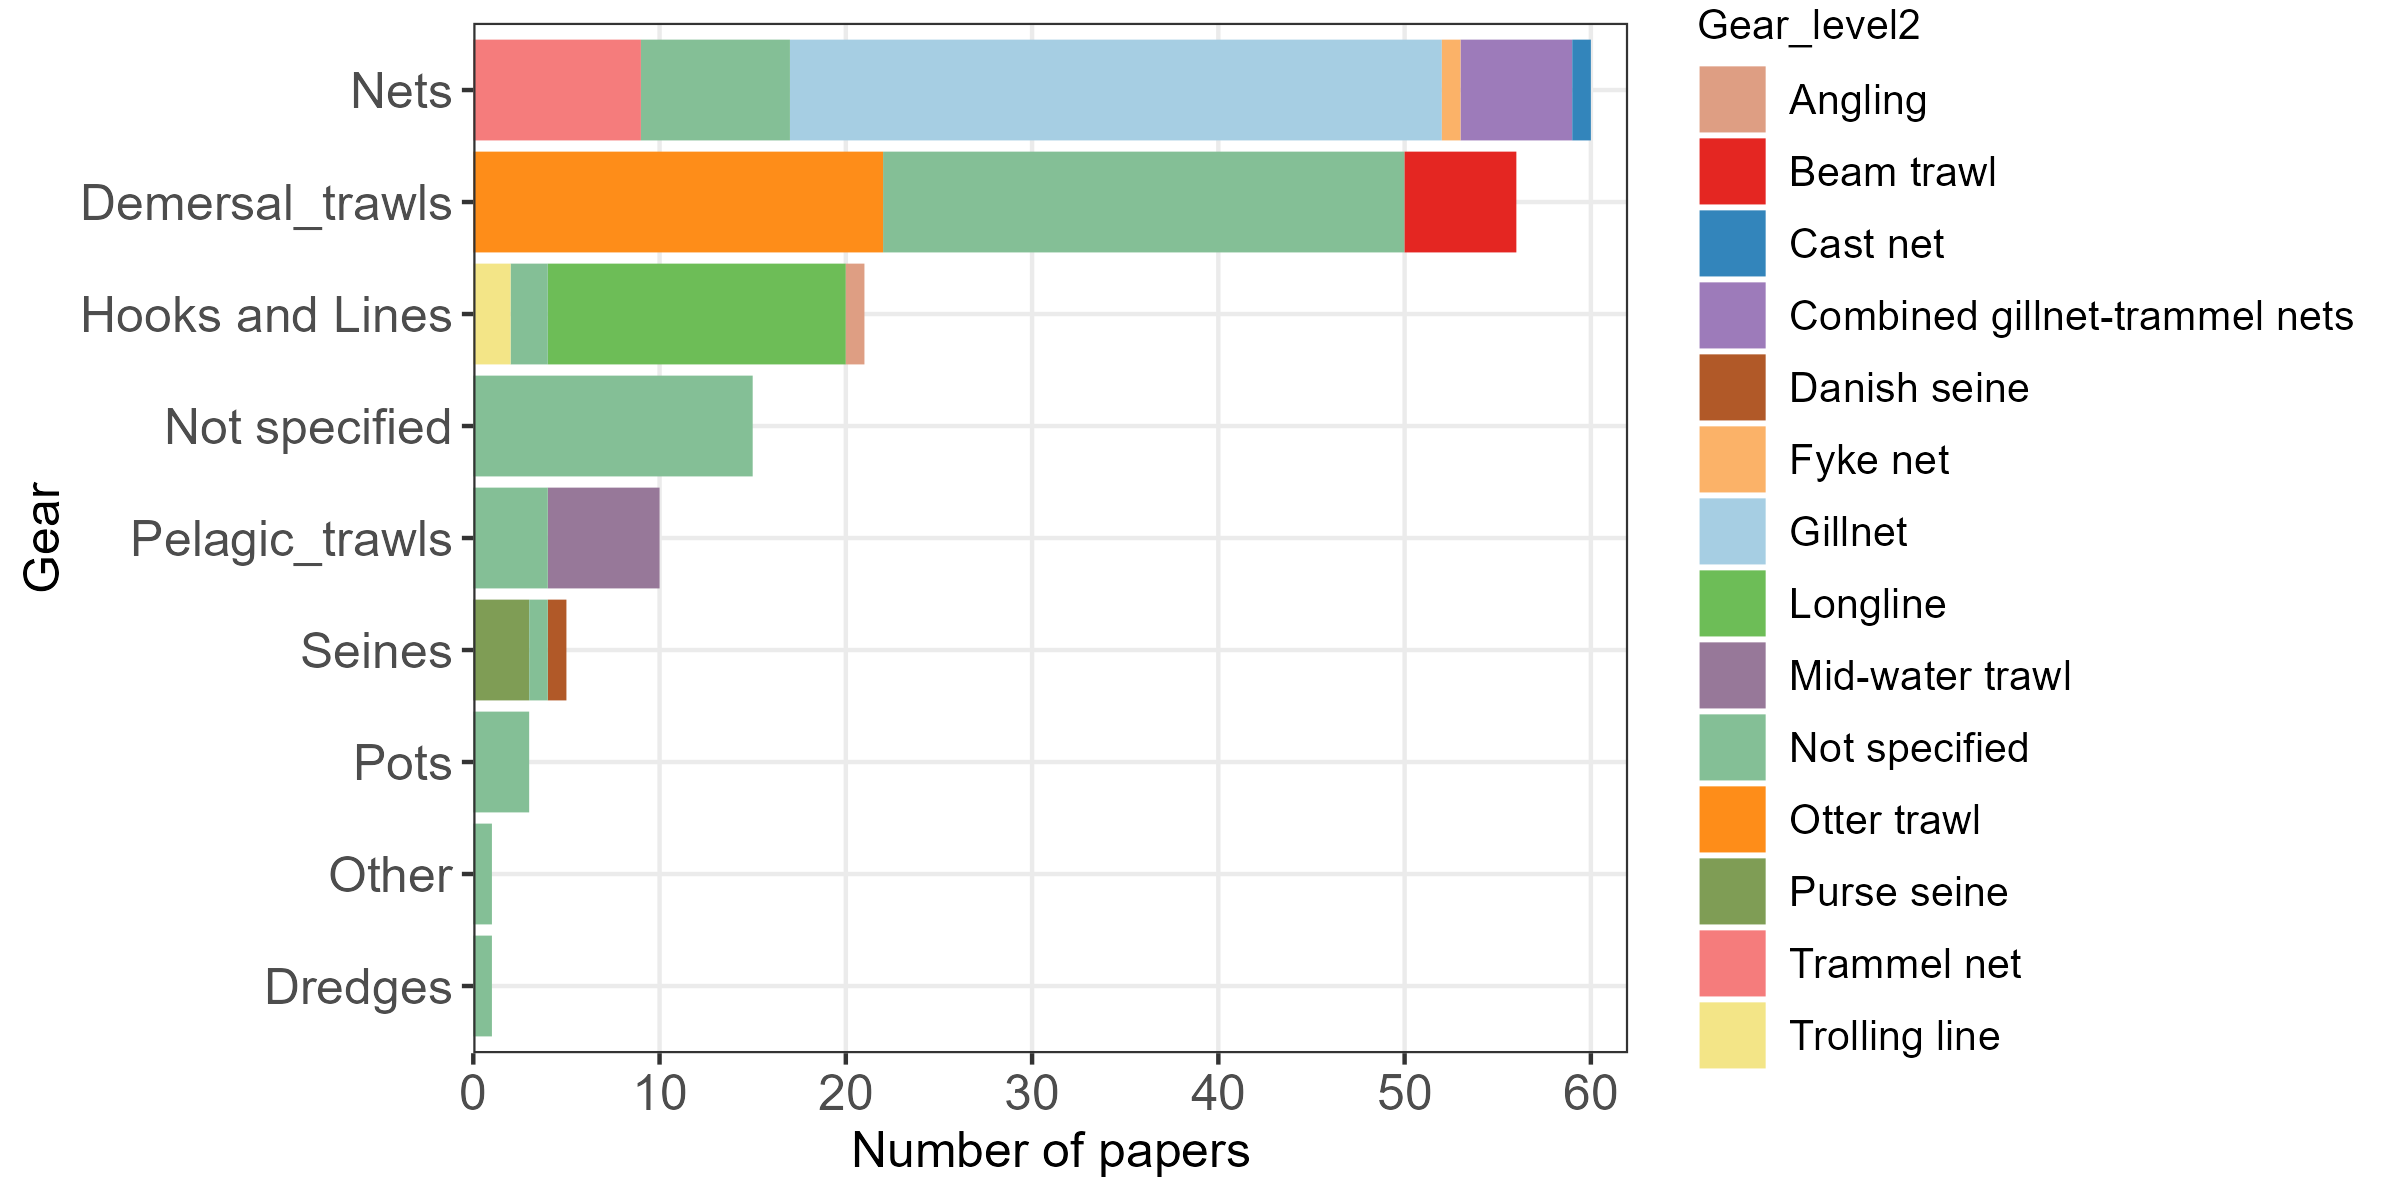 Gear_level2
Nets
Demersal_trawls
Hooks and Lines
Not specified
Pelagic_trawls
Seines
Pots
Other
Dredges
Gear
0 10 20 30 40 50 60
Number of papers
Angling
Beam trawl
Cast net
Combined gillnet-trammel nets
Danish seine
Fyke net
Gillnet
Longline
Mid-water trawl
Not specified
Otter trawl
Purse seine
Trammel net
Trolling line